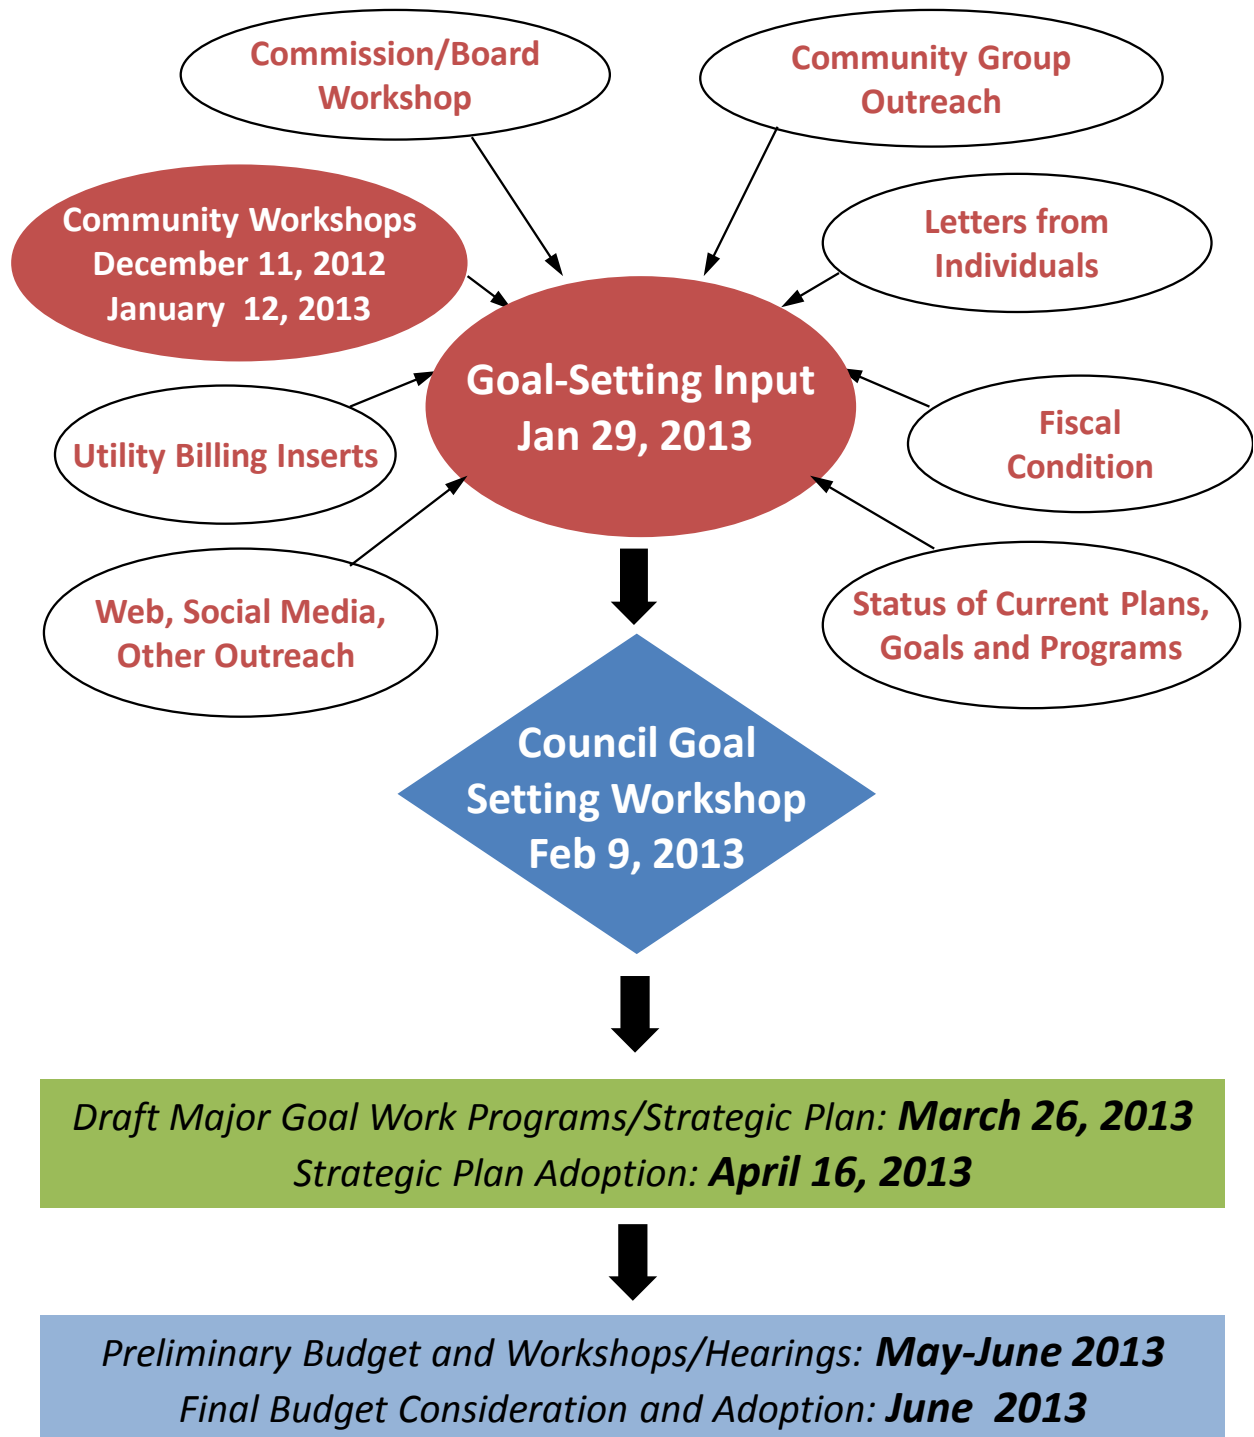 Commission/Board
Workshop
Community Group
Outreach
Community Workshops
December 11, 2012
January  12, 2013
Letters from
Individuals
Goal-Setting Input
Jan 29, 2013
Utility Billing Inserts
Fiscal
Condition
Web, Social Media,
Other Outreach
Status of Current Plans,
Goals and Programs
Council Goal
Setting Workshop
Feb 9, 2013
Draft Major Goal Work Programs/Strategic Plan: March 26, 2013
Strategic Plan Adoption: April 16, 2013
Preliminary Budget and Workshops/Hearings: May-June 2013
Final Budget Consideration and Adoption: June  2013